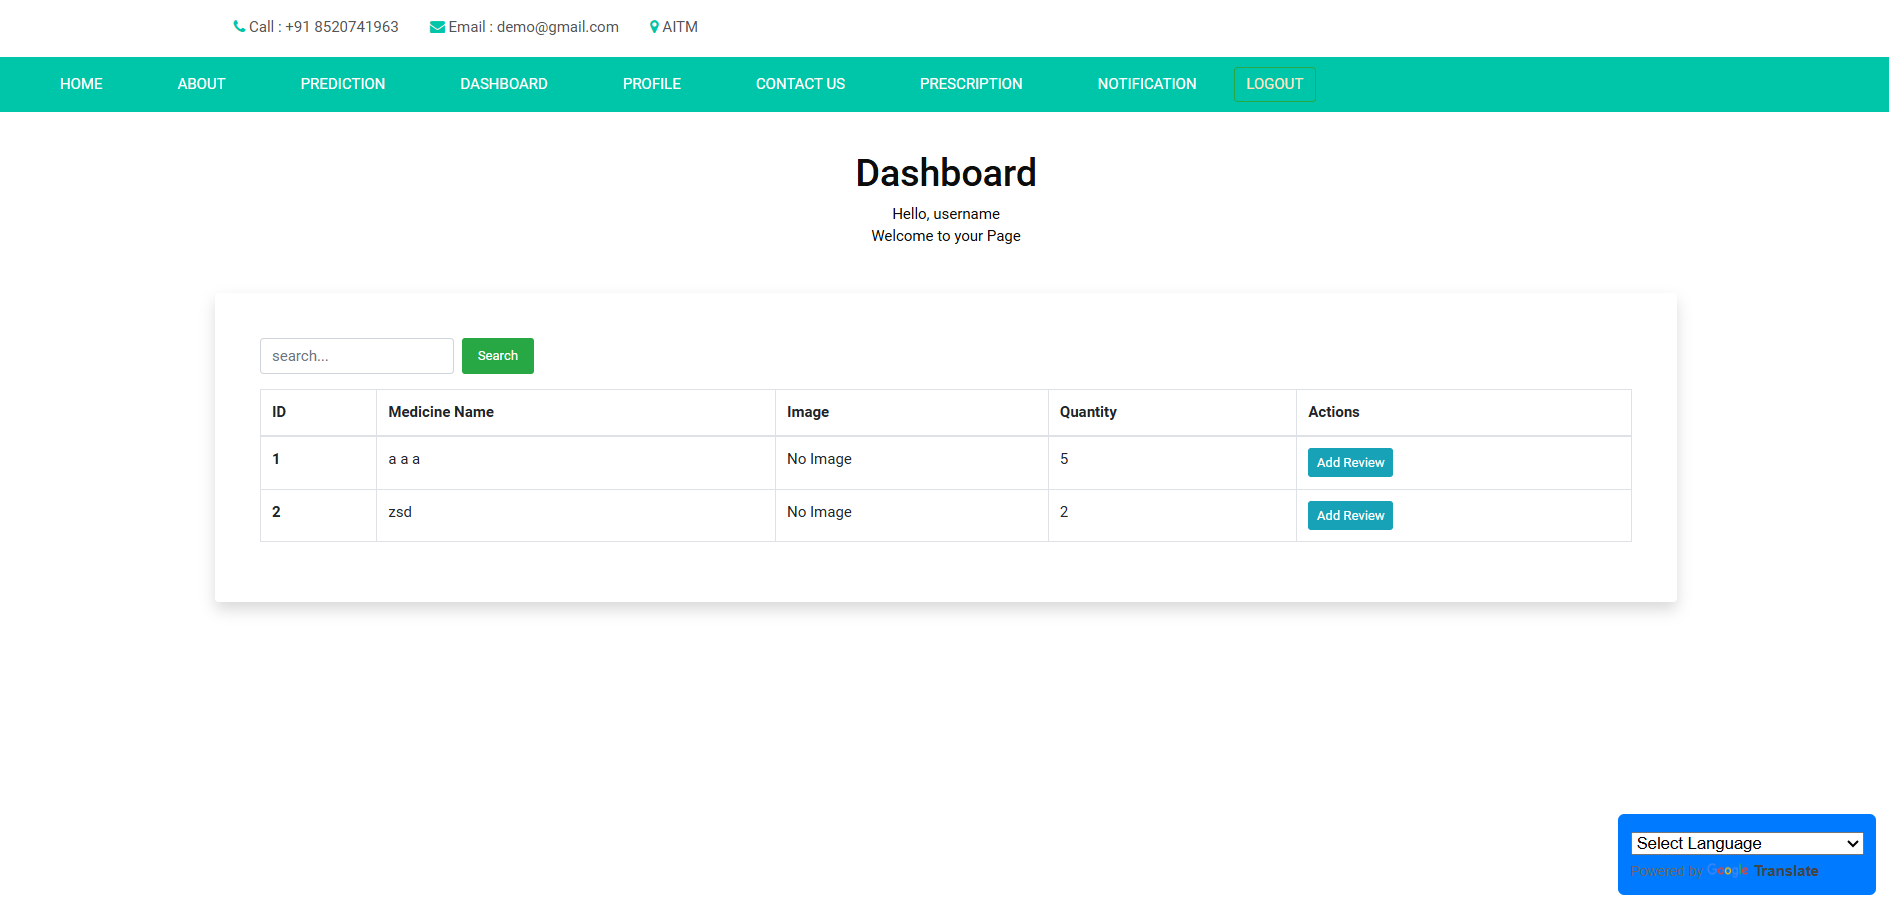 Call : +91 8520741963 Email : demo@gmail.com AITM
HOME ABOUT PREDICTION DASHBOARD PROFILE CONTACT US PRESCRIPTION NOTIFICATION LOGOUT
Dashboard
Hello, username
Welcome to your Page
search... Search
ID Medicine Name Image Quantity Actions
1 a a a No Image 5 Add Review
2 zsd No Image 2 Add Review
Select Language
Powered by Google Translate